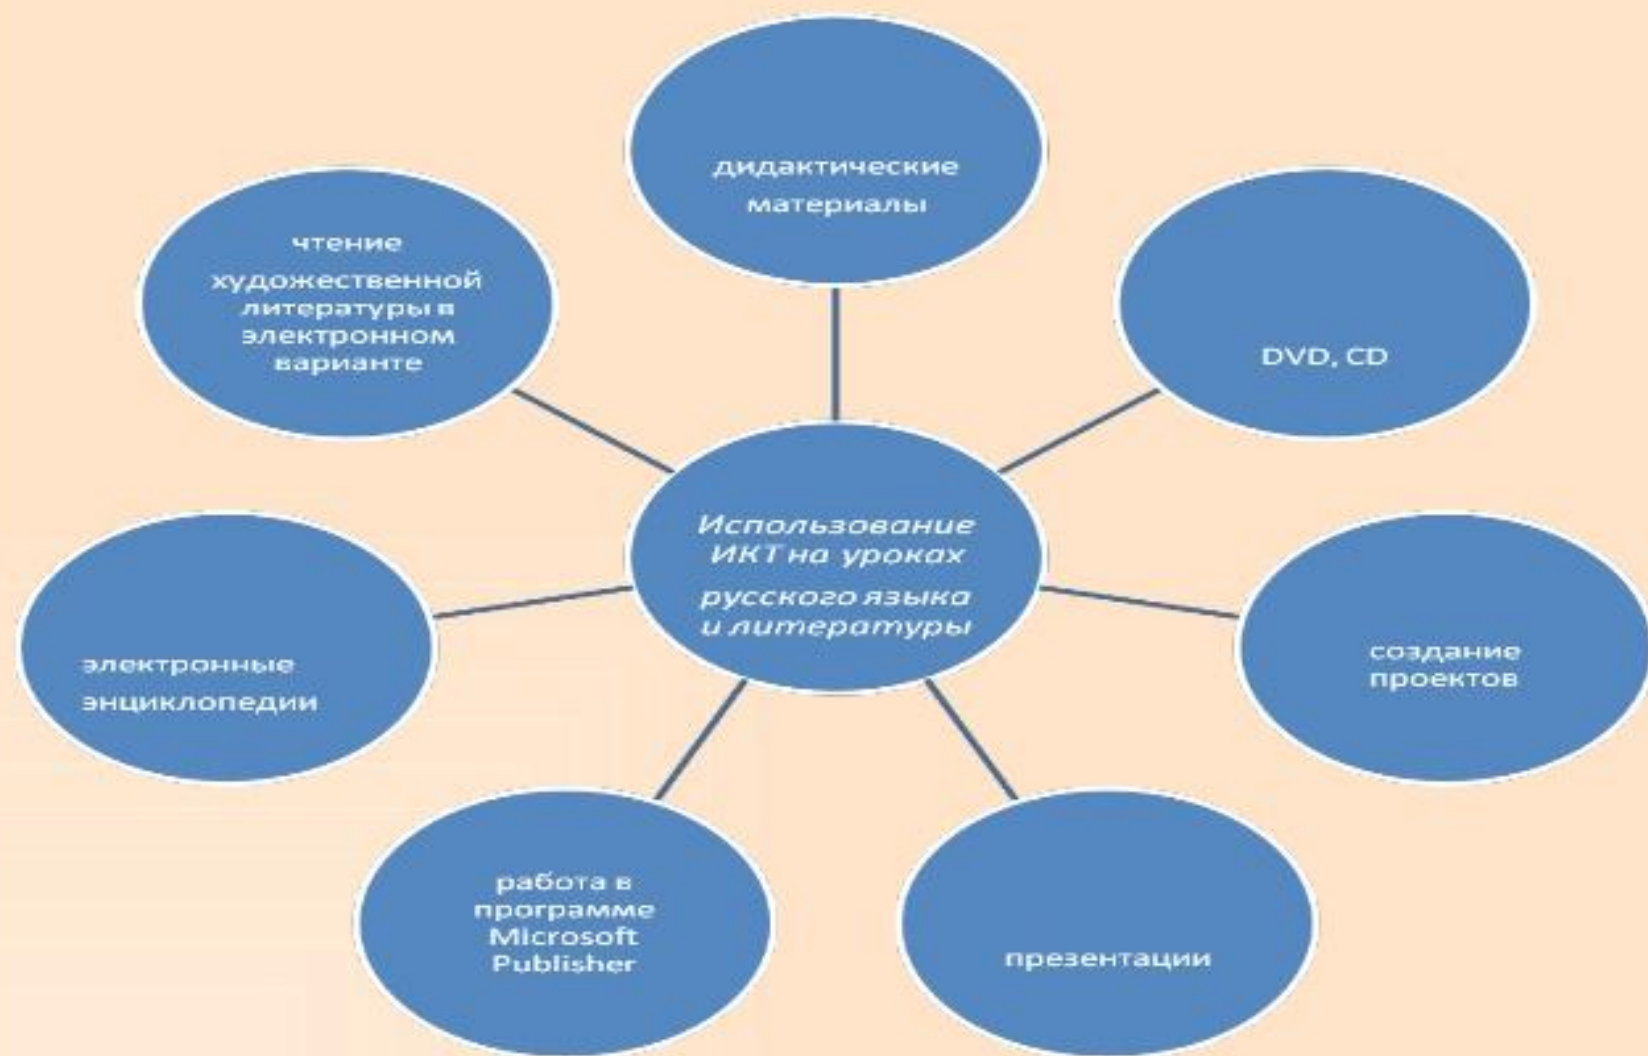 дидактические
материалы
DVD, CD
создание
проектов
презентации
работа в
программе
Microsoft
Publisher
электронные
энциклопедии
чтение
художественной
литературы в
электронном
варианте
Использование
ИКТ на уроках
русского языка
и литературы